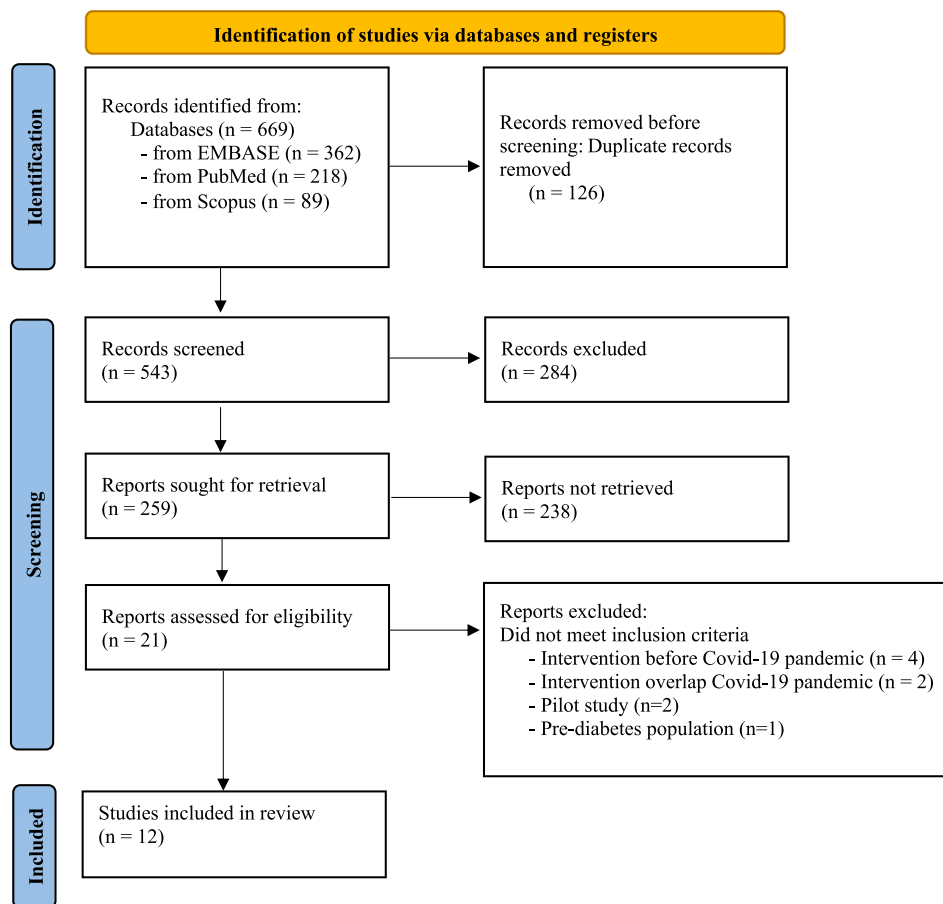 Identification of studies via databases and registers
Identification
Records identified from:
Databases (n = 669)
- from EMBASE (n = 362)
- from PubMed (n = 218)
- from Scopus (n = 89)
Records removed before
screening: Duplicate records
removed
(n = 126)
Screening
Records screened
(n = 543)
Records excluded
(n = 284)
Reports sought for retrieval
(n = 259)
Reports not retrieved
(n = 238)
Reports assessed for eligibility
(n = 21)
Reports excluded:
Did not meet inclusion criteria
- Intervention before Covid-19 pandemic (n = 4)
- Intervention overlap Covid-19 pandemic (n = 2)
- Pilot study (n=2)
- Pre-diabetes population (n=1)
Included
Studies included in review
(n = 12)